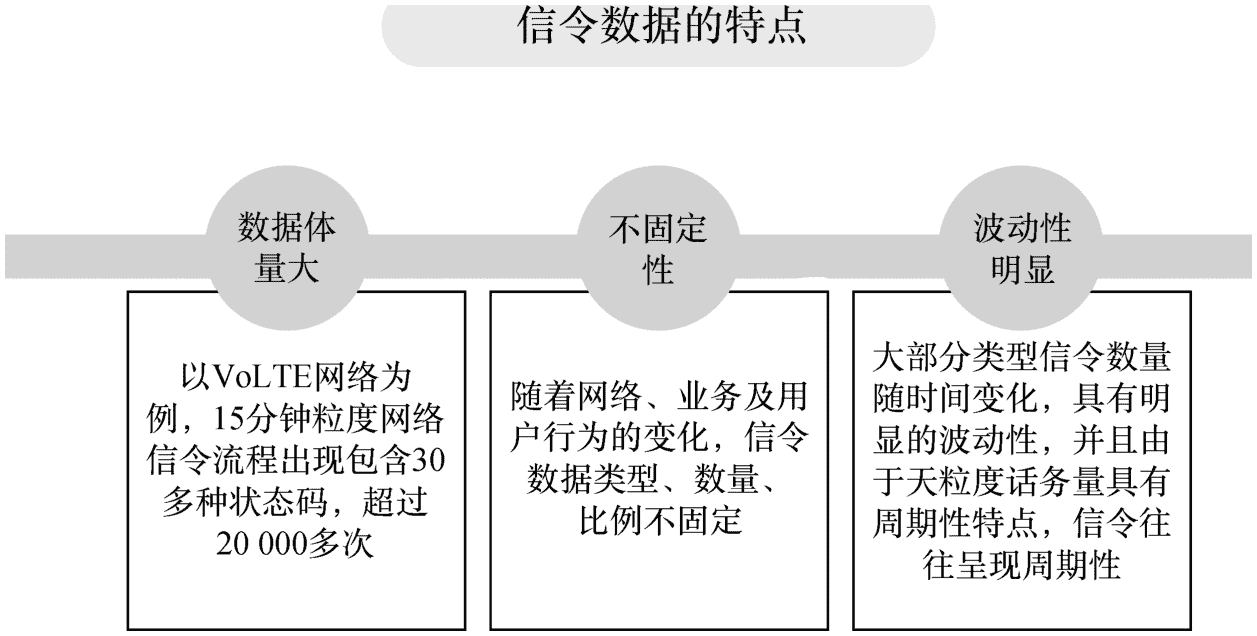 信令数据的特点
数据体
量大
以VoLTE网络为
例，15分钟粒度网络
信令流程出现包含30
多种状态码，超过
20 000多次
不固定
性
随着网络、业务及用
户行为的变化，信令
数据类型、数量、
比例不固定
波动性
明显
大部分类型信令数量
随时间变化，具有明
显的波动性，并且由
于天粒度话务量具有
周期性特点，信令往
往呈现周期性